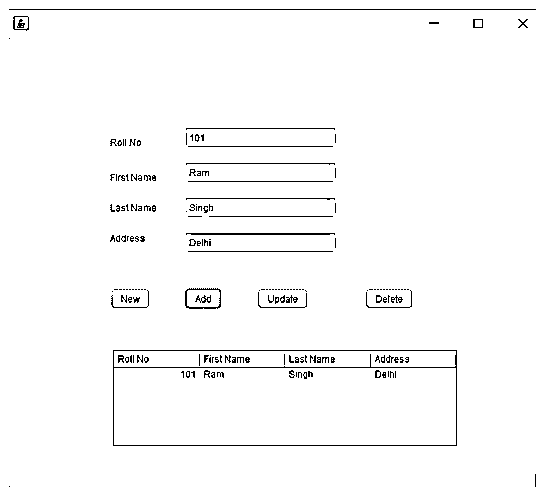 Roll No 101
First Name Ram
Last Name Singh
Address Delhi
New Add Update Delete
Roll No First Name Last Name Address
101 Ram Singh Delhi